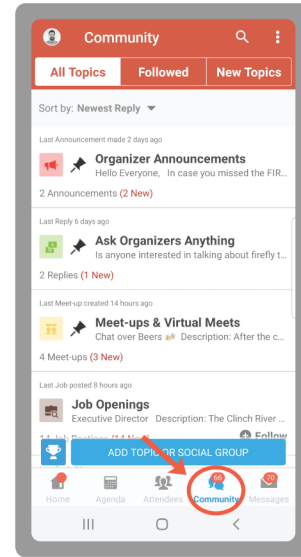 Community
All Topics Followed New Topics
Sort by: Newest Reply
Last Announcement made 2 days ago
Organizer Announcements
Hello Everyone, In case you missed the FIR...
2 Announcements (2 New)
Last Reply 6 days ago
Ask Organizers Anything
Is anyone interested in talking about firefly t...
2 Replies (1 New)
Last Meet-up created 14 hours ago
Meet-ups & Virtual Meets
Chat over Beers 🍻 Description: After the c...
4 Meet-ups (3 New)
Last Job posted 8 hours ago
Job Openings
Executive Director Description: The Clinch River ...
14 Job Postings (14 New) Follow
ADD TOPIC OR SOCIAL GROUP
66 70
Home Agenda Attendees Community Messages